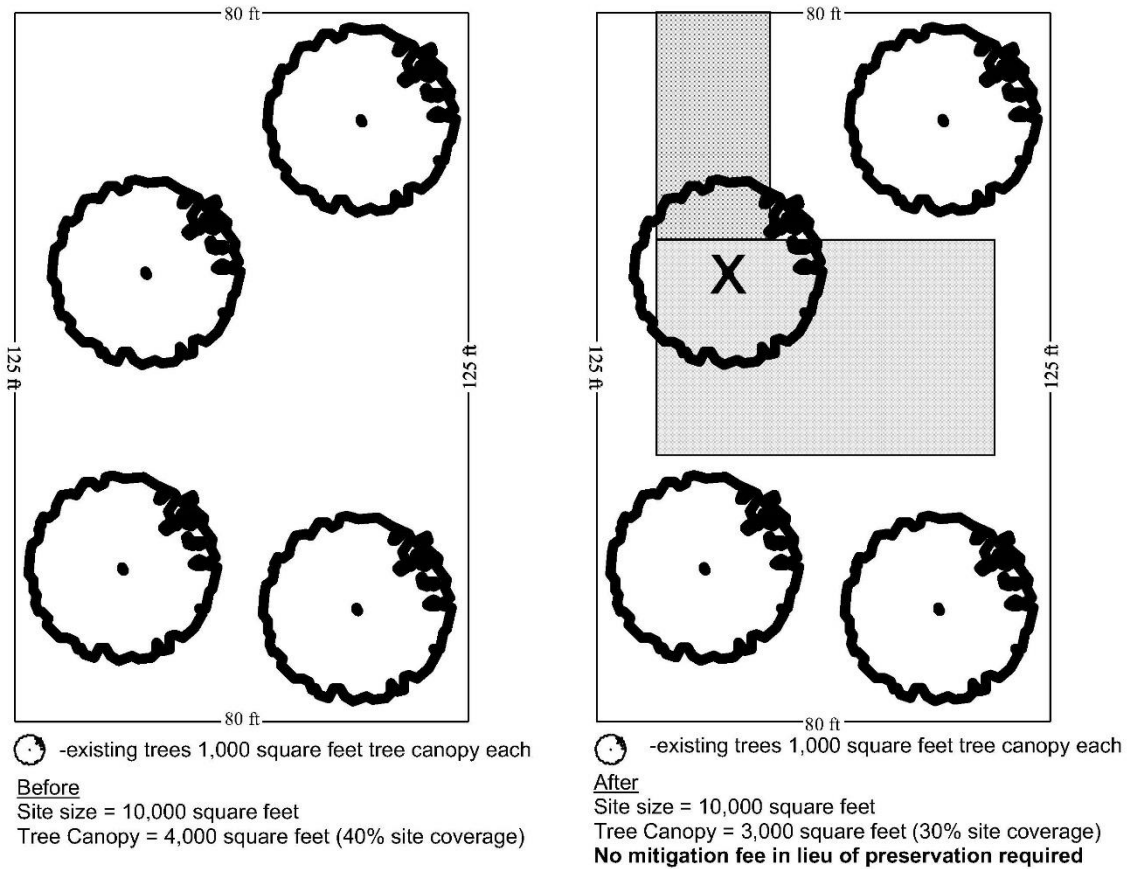 80 ft
125 ft
125 ft
80 ft
-existing trees 1,000 square feet tree canopy each
Before
Site size = 10,000 square feet
Tree Canopy = 4,000 square feet (40% site coverage)
80 ft
X
125 ft
125 ft
80 ft
-existing trees 1,000 square feet tree canopy each
After
Site size = 10,000 square feet
Tree Canopy = 3,000 square feet (30% site coverage)
No mitigation fee in lieu of preservation required